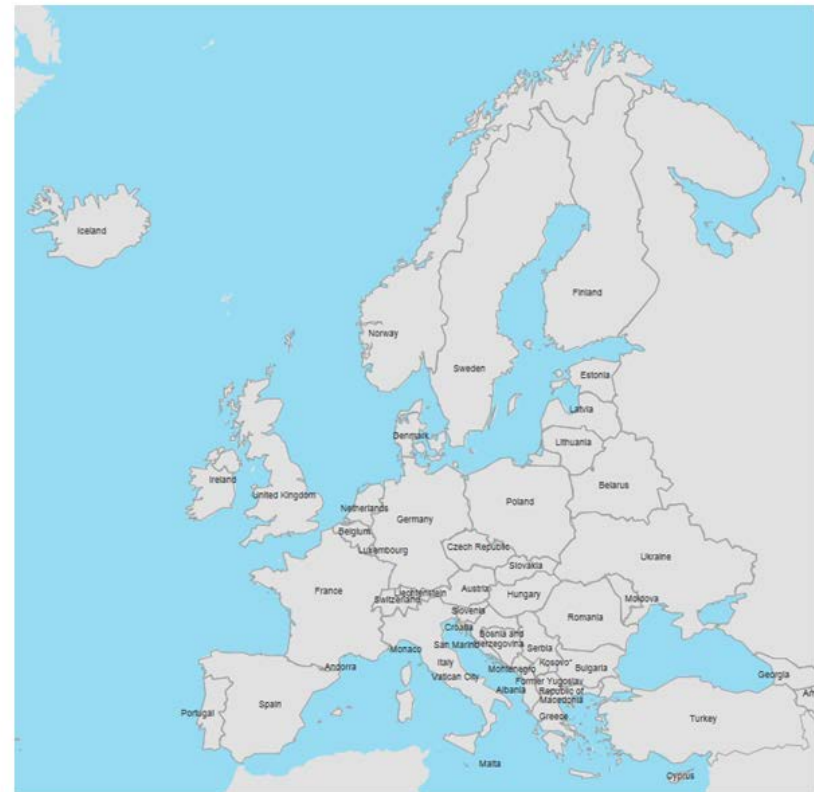 Iceland
Norway
Finland
Sweden
Estonia
Latvia
Denmark
Lithuania
Ireland
United Kingdom
Netherlands
Belarus
Poland
Germany
Belgium
Luxembourg
Czech Republic
Ukraine
Slovakia
France
Liechtenstein
Switzerland
Austria
Hungary
Moldova
Slovenia
Romania
Croatia
Bosnia and
Herzegovina
San Marino
Monaco
Serbia
Andorra
Italy
Kosovo*
Montenegro
Bulgaria
Georgia
Vatican City
Former Yugoslav
Republic of
Macedonia
Albania
Spain
Portugal
Greece
Turkey
Malta
Cyprus